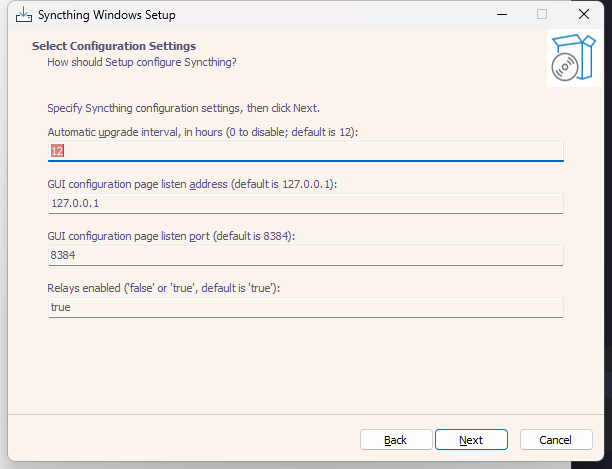 Syncthing Windows Setup
Select Configuration Settings
How should Setup configure Syncthing?
Specify Syncthing configuration settings, then click Next.
Automatic upgrade interval, in hours (0 to disable; default is 12):
12
GUI configuration page listen address (default is 127.0.0.1):
127.0.0.1
GUI configuration page listen port (default is 8384):
8384
Relays enabled ('false' or 'true', default is 'true'):
true
Back Next Cancel